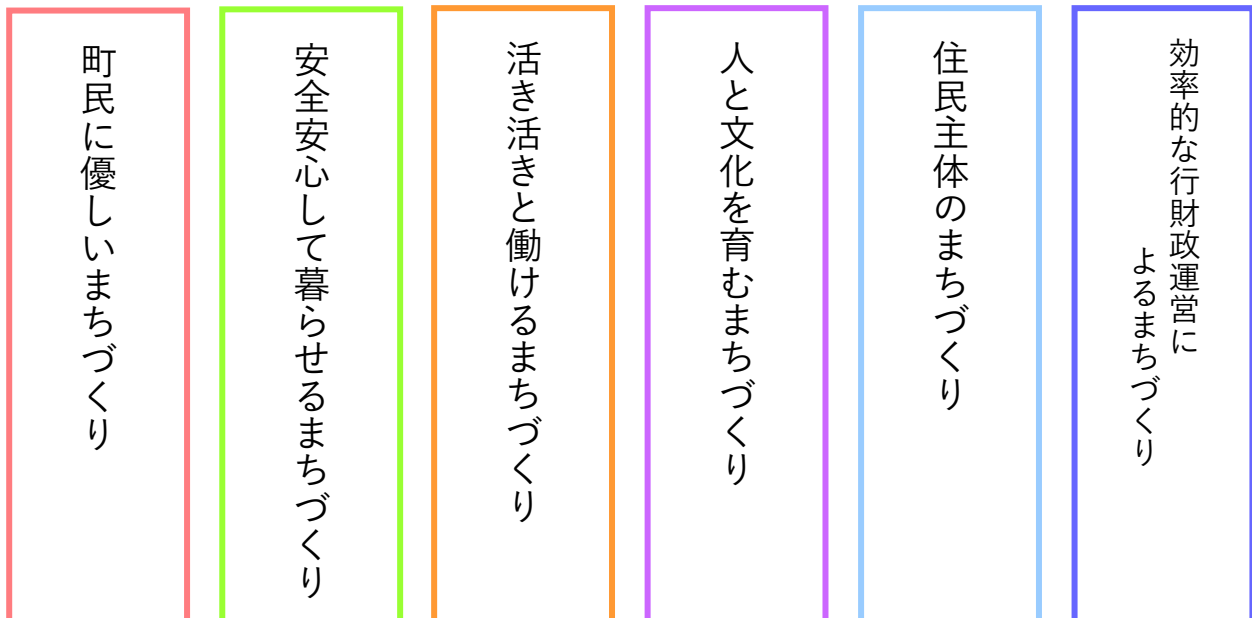 町民に優しいまちづくり
安全安心して暮らせるまちづくり
活き活きと働けるまちづくり
人と文化を育むまちづくり
住民主体のまちづくり
効率的な行財政運営に
よるまちづくり